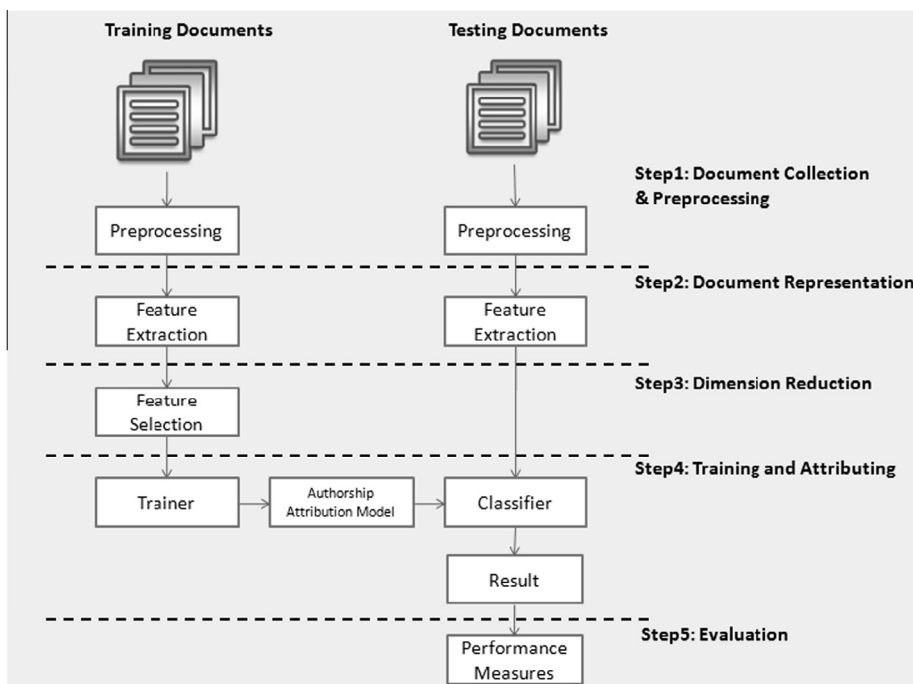 Training Documents
Testing Documents
Step1: Document Collection
& Preprocessing
Preprocessing
Preprocessing
Step2: Document Representation
Feature
Extraction
Feature
Extraction
Step3: Dimension Reduction
Feature
Selection
Step4: Training and Attributing
Trainer
Authorship
Attribution Model
Classifier
Result
Step5: Evaluation
Performance
Measures